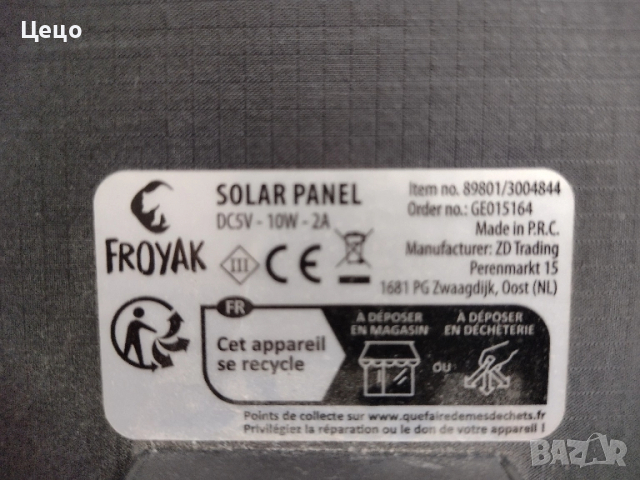 Цецо
FROYAK
SOLAR PANEL
DC5V - 10W - 2A
III CE
Item no. 89801/3004844
Order no.: GE015164
Made in P.R.C.
Manufacturer: ZD Trading
Perenmarkt 15
1681 PG Zwaagdijk, Oost (NL)
FR
Cet appareil
se recycle
À DÉPOSER
EN MAGASIN
OU
À DÉPOSER
EN DÉCHÈTERIE
Points de collecte sur www.quefairedemesdechets.fr
Privilégiez la réparation ou le don de votre appareil !
BAZAR